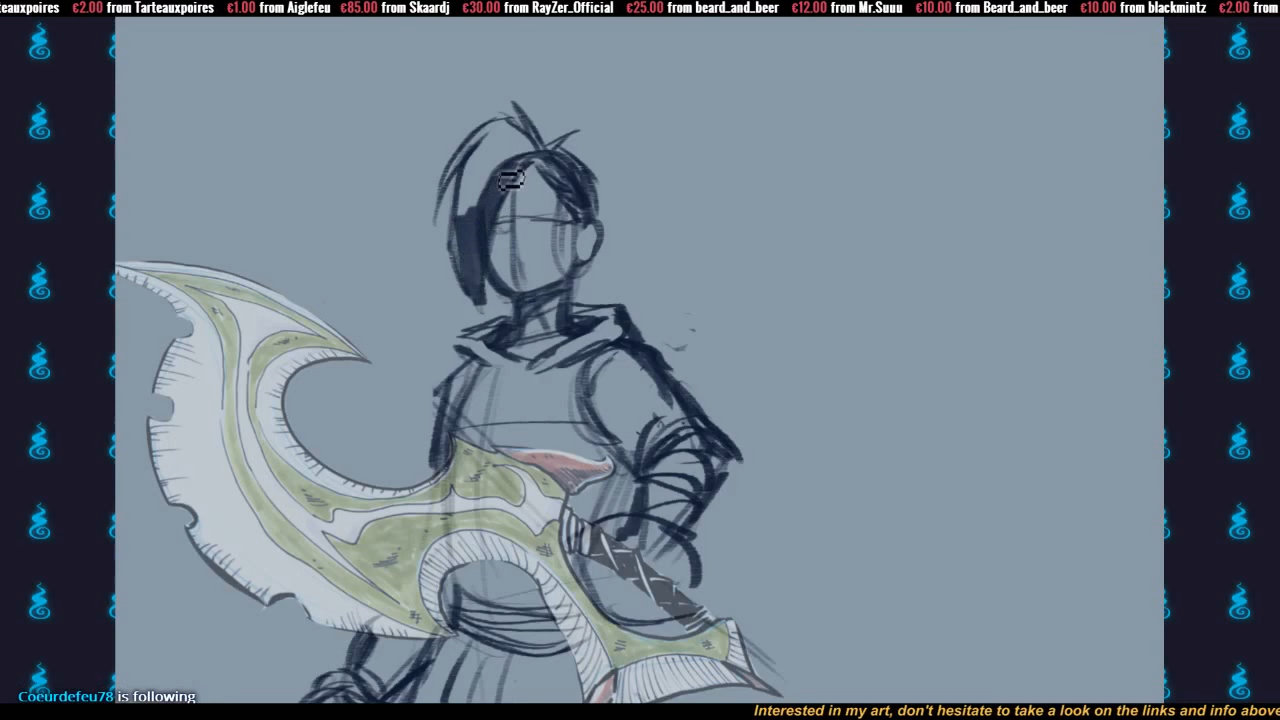 eauxpoires €2.00 from Tarteauxpoires €1.00 from Aiglefeu €85.00 from Skaardj €30.00 from RayZer_Official €25.00 from beard_and_beer €12.00 from Mr.Suuu €10.00 from Beard_and_beer €10.00 from blackmintz €2.00 from
Coeurdefeu78 is following
Interested in my art, don't hesitate to take a look on the links and info above